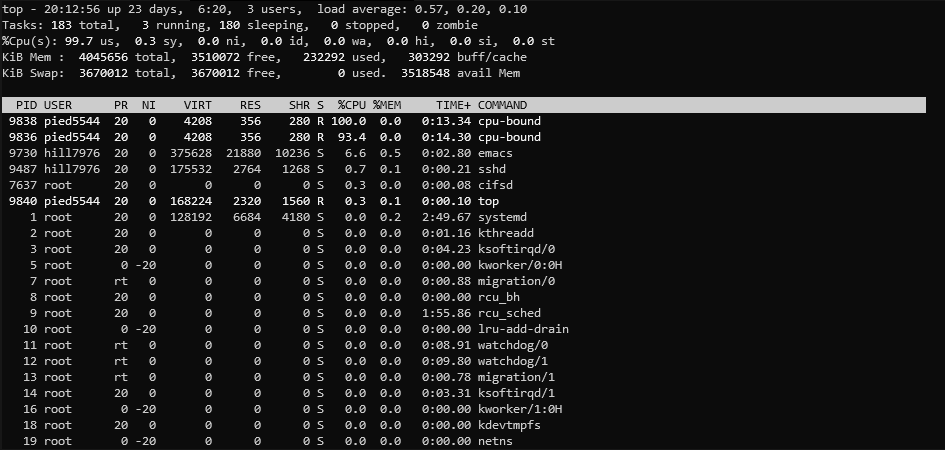 top - 20:12:56 up 23 days,  6:20,  3 users,  load average: 0.57, 0.20, 0.10
Tasks: 183 total,   3 running, 180 sleeping,   0 stopped,   0 zombie
%Cpu(s): 99.7 us,  0.3 sy,  0.0 ni,  0.0 id,  0.0 wa,  0.0 hi,  0.0 si,  0.0 st
KiB Mem :  4045656 total,  3510072 free,   232292 used,   303292 buff/cache
KiB Swap:  3670012 total,  3670012 free,        0 used.  3518548 avail Mem
  PID USER      PR  NI    VIRT    RES    SHR S  %CPU %MEM     TIME+ COMMAND
 9838 pied5544  20   0    4208    356    280 R 100.0  0.0   0:13.34 cpu-bound
 9836 pied5544  20   0    4208    356    280 R  93.4  0.0   0:14.30 cpu-bound
 9730 hill7976  20   0  375628  21880  10236 S   6.6  0.5   0:02.80 emacs
 9487 hill7976  20   0  175532   2764   1268 S   0.7  0.1   0:00.21 sshd
 7637 root      20   0       0      0      0 S   0.3  0.0   0:00.08 cifsd
 9840 pied5544  20   0  168224   2320   1560 R   0.3  0.1   0:00.10 top
    1 root      20   0  128192   6684   4180 S   0.0  0.2   2:49.67 systemd
    2 root      20   0       0      0      0 S   0.0  0.0   0:01.16 kthreadd
    3 root      20   0       0      0      0 S   0.0  0.0   0:04.23 ksoftirqd/0
    5 root       0 -20       0      0      0 S   0.0  0.0   0:00.00 kworker/0:0H
    7 root      rt   0       0      0      0 S   0.0  0.0   0:00.88 migration/0
    8 root      20   0       0      0      0 S   0.0  0.0   0:00.00 rcu_bh
    9 root      20   0       0      0      0 S   0.0  0.0   1:55.86 rcu_sched
   10 root       0 -20       0      0      0 S   0.0  0.0   0:00.00 lru-add-drain
   11 root      rt   0       0      0      0 S   0.0  0.0   0:08.91 watchdog/0
   12 root      rt   0       0      0      0 S   0.0  0.0   0:09.80 watchdog/1
   13 root      rt   0       0      0      0 S   0.0  0.0   0:00.78 migration/1
   14 root      20   0       0      0      0 S   0.0  0.0   0:03.31 ksoftirqd/1
   16 root       0 -20       0      0      0 S   0.0  0.0   0:00.00 kworker/1:0H
   18 root      20   0       0      0      0 S   0.0  0.0   0:00.00 kdevtmpfs
   19 root       0 -20       0      0      0 S   0.0  0.0   0:00.00 netns